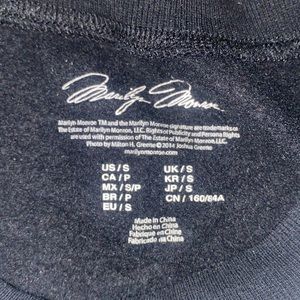 Marilyn Monroe
Marilyn Monroe TM and the Marilyn Monroe signature are trademarks of
The Estate of Marilyn Monroe, LLC. Rights of Publicity and Persona Rights
are used with permission of The Estate of Marilyn Monroe, LLC.
Photo by Milton H. Greene ©2014 Joshua Greene
marilynmonroe.com
US / S UK / S
CA / P KR / S
MX / S/P JP / S
BR / P CN / 160/84A
EU / S
Made in China
Hecho en China
Fabriqué en Chine
Fabricado na China